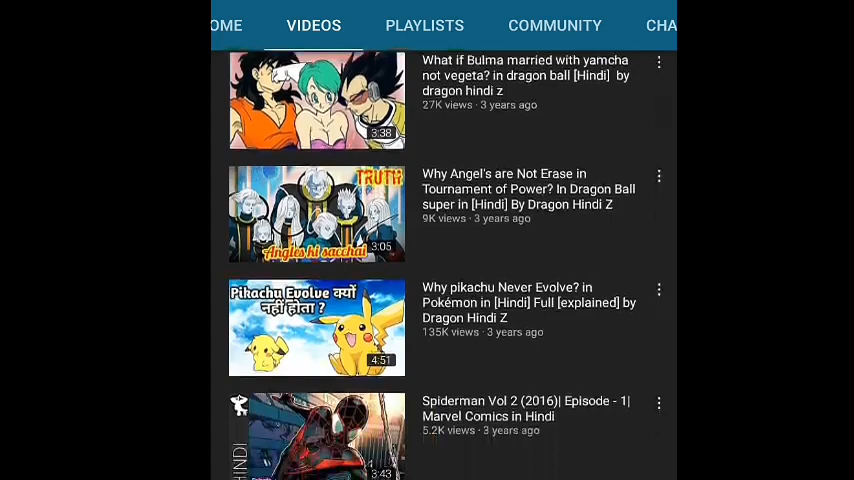 OME VIDEOS PLAYLISTS COMMUNITY CHA
What if Bulma married with yamcha
not vegeta? in dragon ball [Hindi] by
dragon hindi z
27K views · 3 years ago
3:38
TRUTH
Angles ki sacchai
3:05
Why Angel's are Not Erase in
Tournament of Power? In Dragon Ball
super in [Hindi] By Dragon Hindi Z
9K views · 3 years ago
Pikachu Evolve क्यों
नहीं होता ?
4:51
Why pikachu Never Evolve? in
Pokémon in [Hindi] Full [explained] by
Dragon Hindi Z
135K views · 3 years ago
HINDI
3:43
Spiderman Vol 2 (2016)| Episode - 1|
Marvel Comics in Hindi
5.2K views · 3 years ago